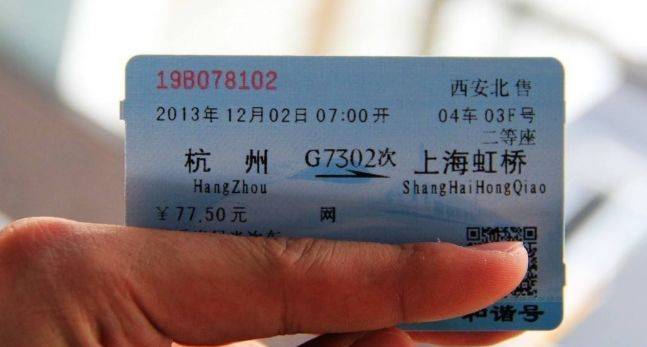 19B078102 西安北 售
2013年 12月02日 07:00开 04车 03F号
二等座
杭 州 G7302次 上海虹桥
HangZhou ShangHaiHongQiao
¥ 77.50元 网
和谐号